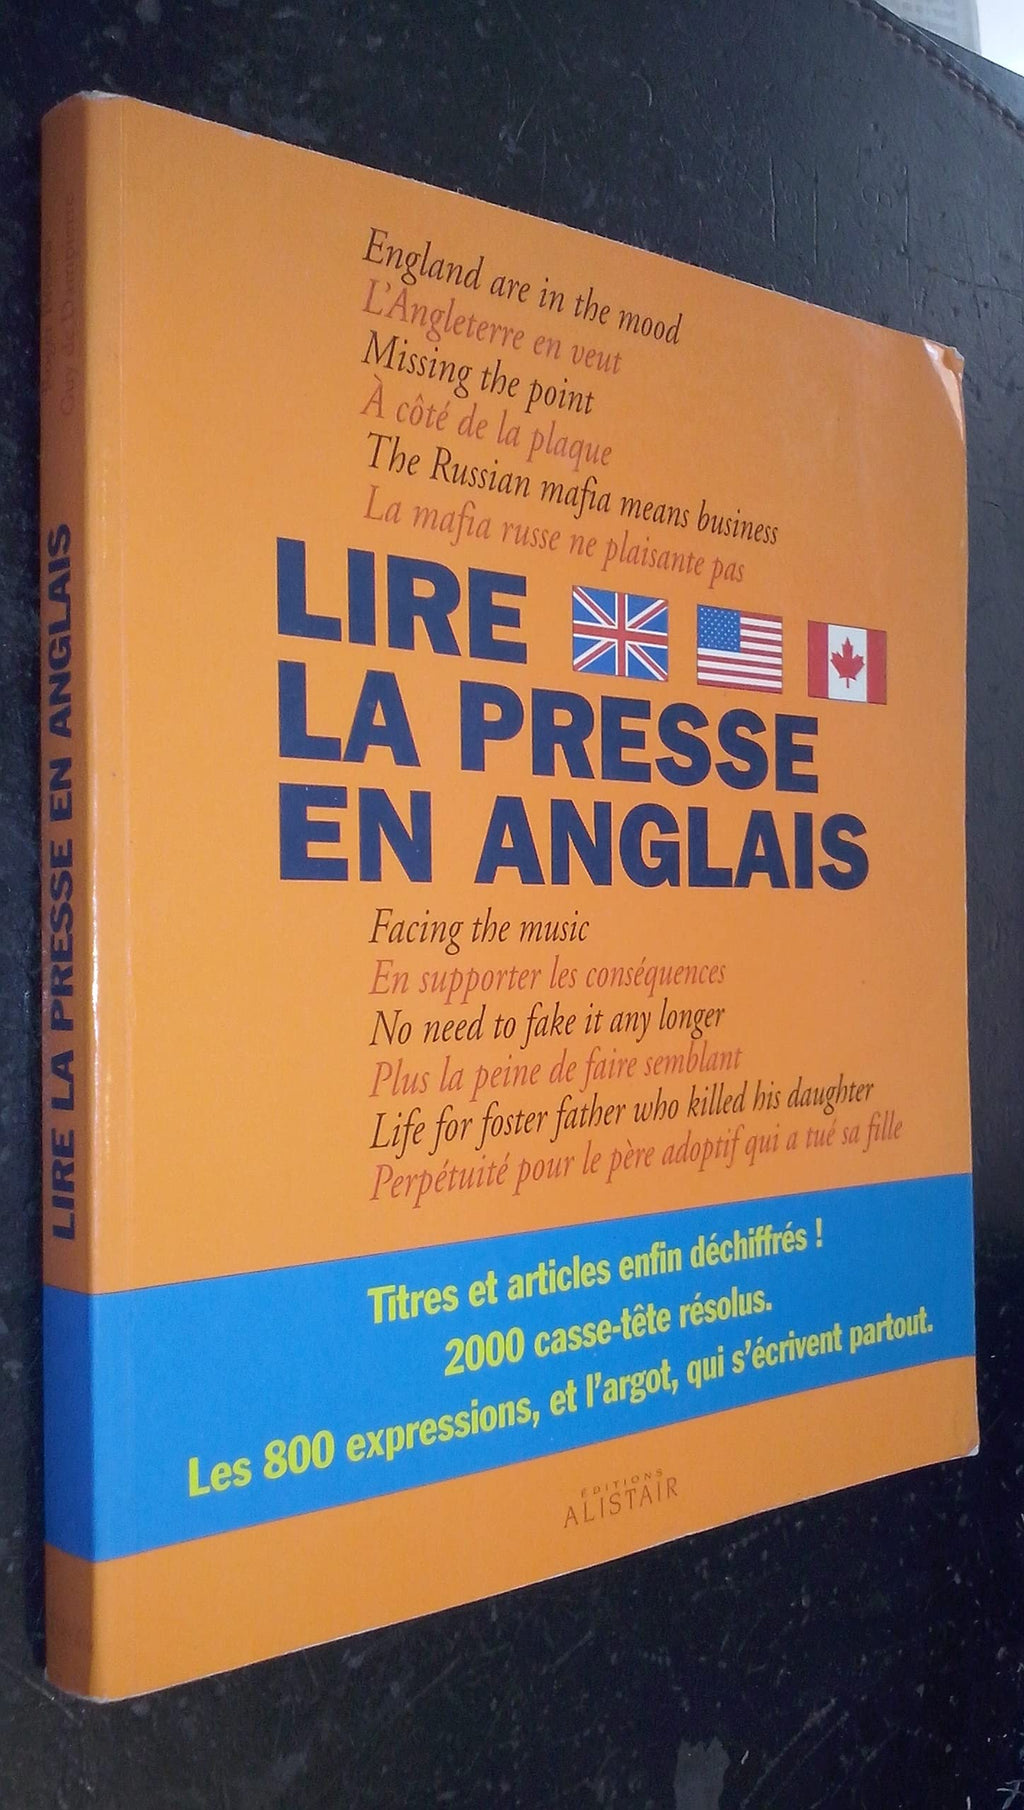 England are in the mood
L'Angleterre en veut
Missing the point
À côté de la plaque
The Russian mafia means business
La mafia russe ne plaisante pas
LIRE
LA PRESSE
EN ANGLAIS
Facing the music
En supporter les conséquences
No need to fake it any longer
Plus la peine de faire semblant
Life for foster father who killed his daughter
Perpétuité pour le père adoptif qui a tué sa fille
Titres et articles enfin déchiffrés !
2000 casse-tête résolus.
Les 800 expressions, et l'argot, qui s'écrivent partout.
EDITIONS
ALISTAIR
LIRE LA PRESSE EN ANGLAIS
Guy de Dampierre